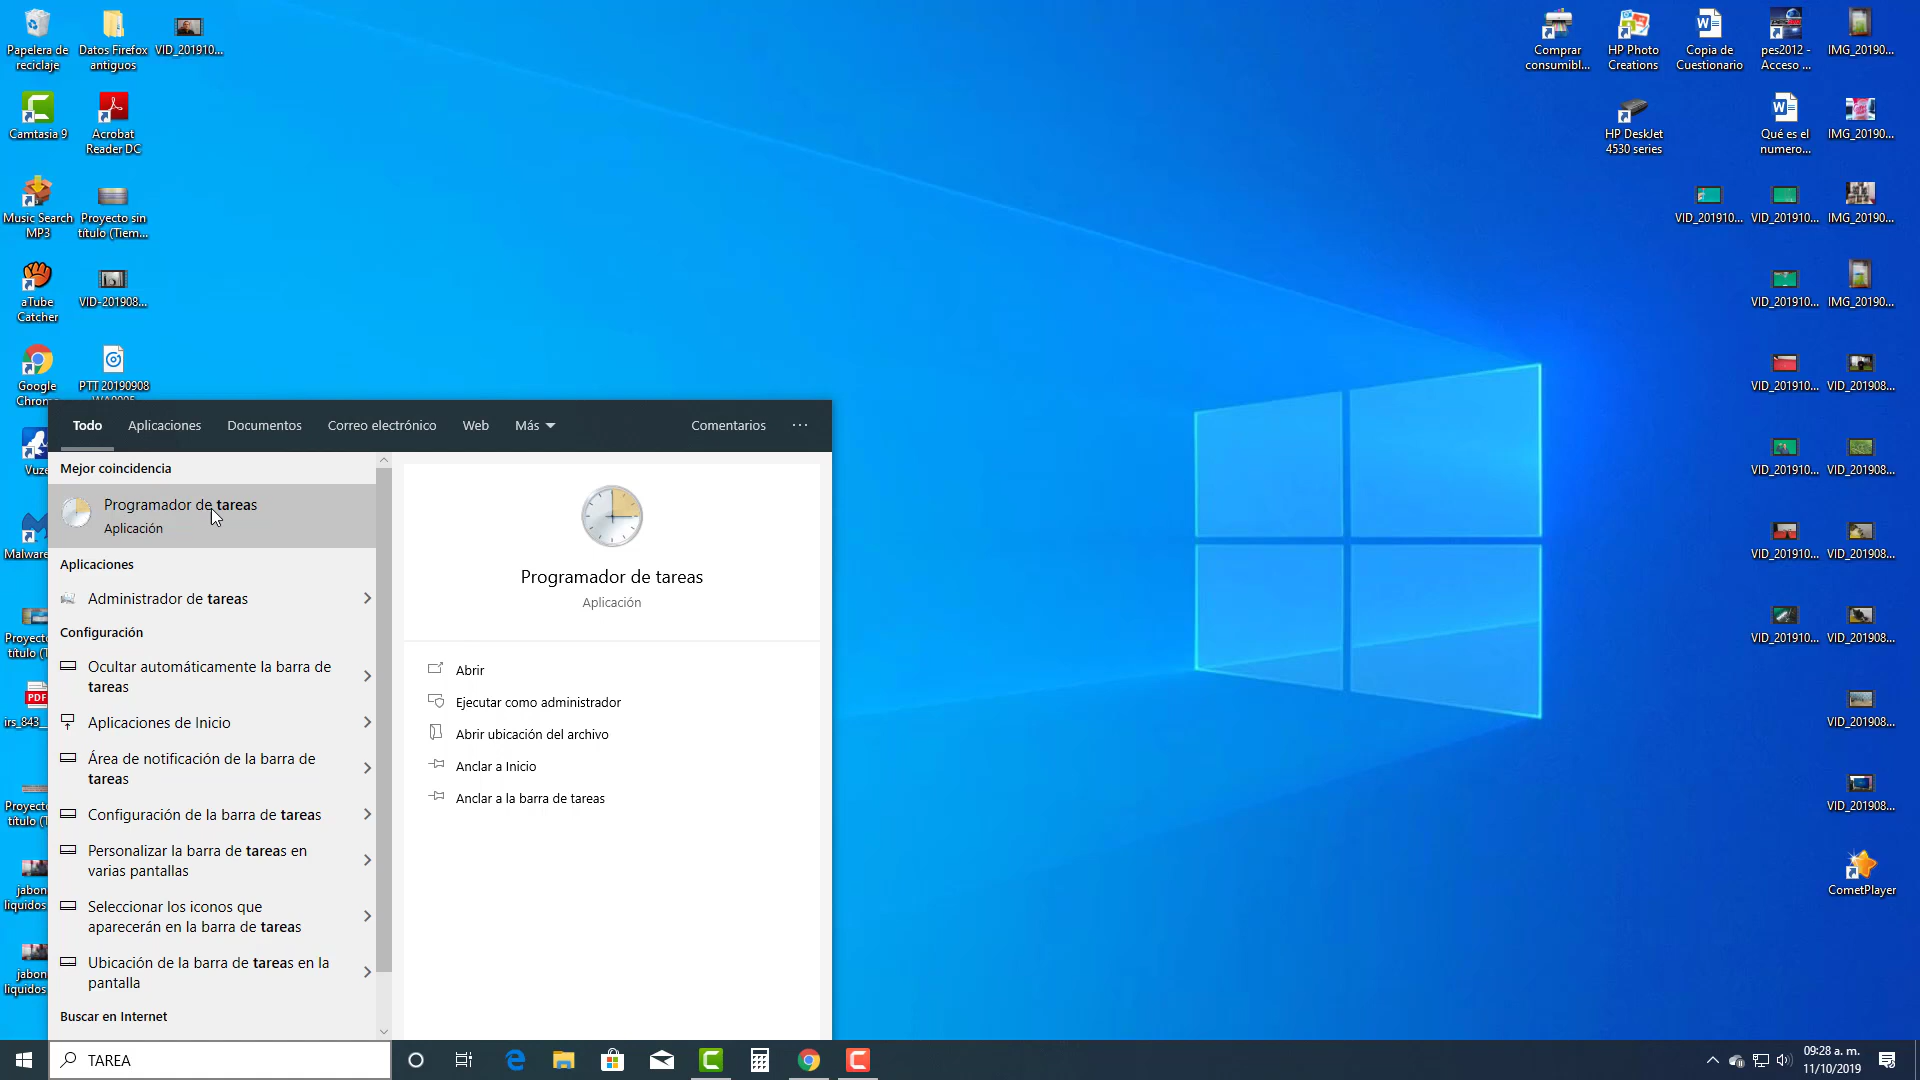 Papelera de
reciclaje
Datos Firefox
antiguos
VID_201910...
Camtasia 9
Acrobat
Reader DC
Music Search
MP3
Proyecto sin
título (Tiem...
aTube
Catcher
VID-201908...
Google
Chrom
PTT 20190908
Vuze
Malware
Proyecto
título (T
PDF
irs_843_
Proyecto
título (T
jabon
liquidos
jabon
liquidos
Comprar
consumibl...
HP Photo
Creations
Copia de
Cuestionario
pes2012 -
Acceso ...
IMG_20190...
HP DeskJet
4530 series
Qué es el
numero...
IMG_20190...
VID_201910...
VID_201910...
IMG_20190...
VID_201910...
IMG_20190...
VID_201910...
VID_201908...
VID_201910...
VID_201908...
VID_201910...
VID_201908...
VID_201910...
VID_201908...
VID_201908...
VID_201908...
CometPlayer
Todo
Aplicaciones
Documentos
Correo electrónico
Web
Más
Comentarios
...
Mejor coincidencia
Programador de tareas
Aplicación
Aplicaciones
Administrador de tareas
Configuración
Ocultar automáticamente la barra de
tareas
Aplicaciones de Inicio
Área de notificación de la barra de
tareas
Configuración de la barra de tareas
Personalizar la barra de tareas en
varias pantallas
Seleccionar los iconos que
aparecerán en la barra de tareas
Ubicación de la barra de tareas en la
pantalla
Buscar en Internet
Programador de tareas
Aplicación
Abrir
Ejecutar como administrador
Abrir ubicación del archivo
Anclar a Inicio
Anclar a la barra de tareas
TAREA
09:28 a. m.
11/10/2019